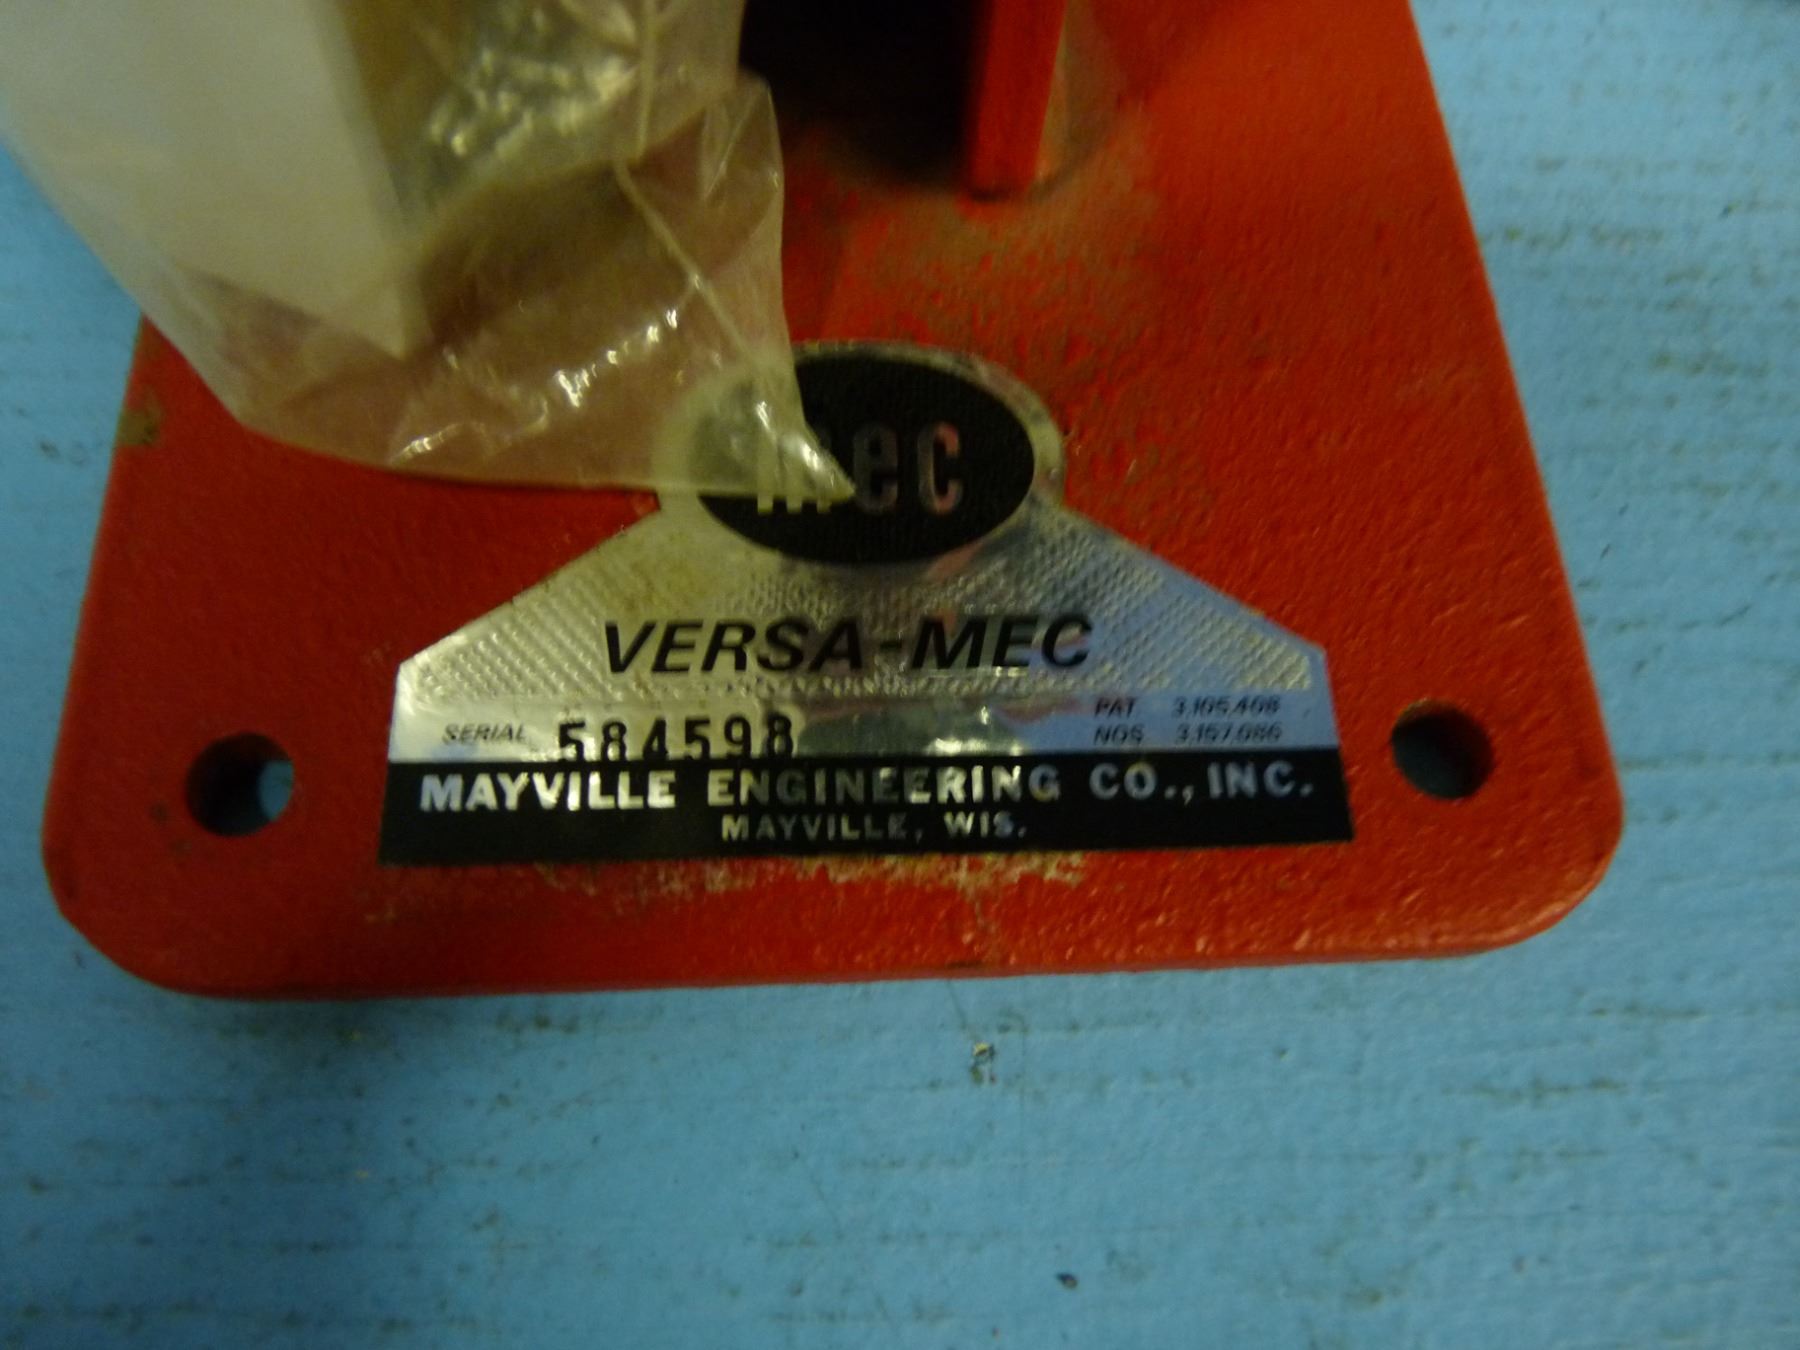 mec
VERSA-MEC
SERIAL 584598
PAT 3,105,408
NOS 3,157,086
MAYVILLE ENGINEERING CO., INC.
MAYVILLE, WIS.